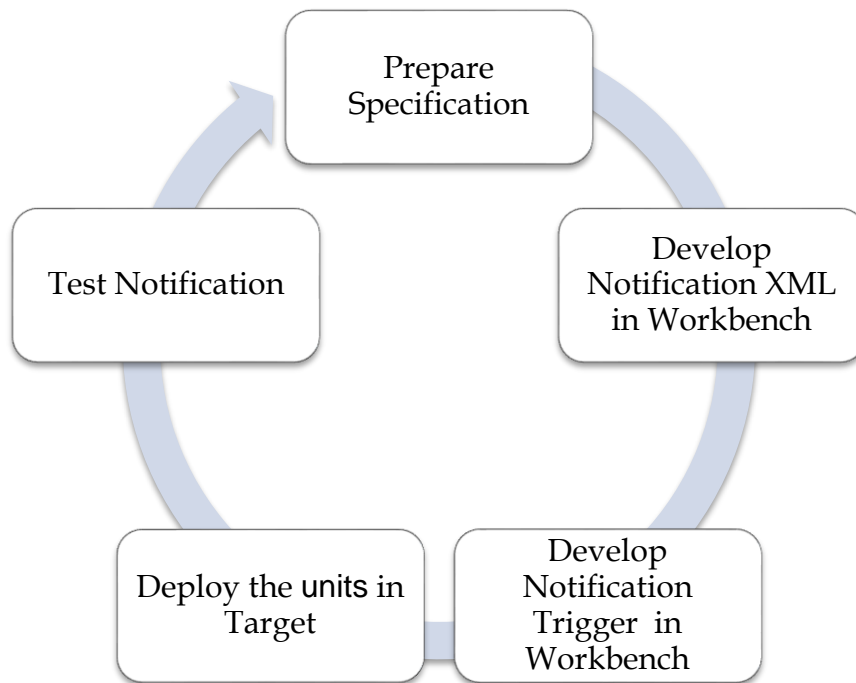 Prepare
Specification
Develop
Notification XML
in Workbench
Develop
Notification
Trigger in
Workbench
Deploy the units in
Target
Test Notification